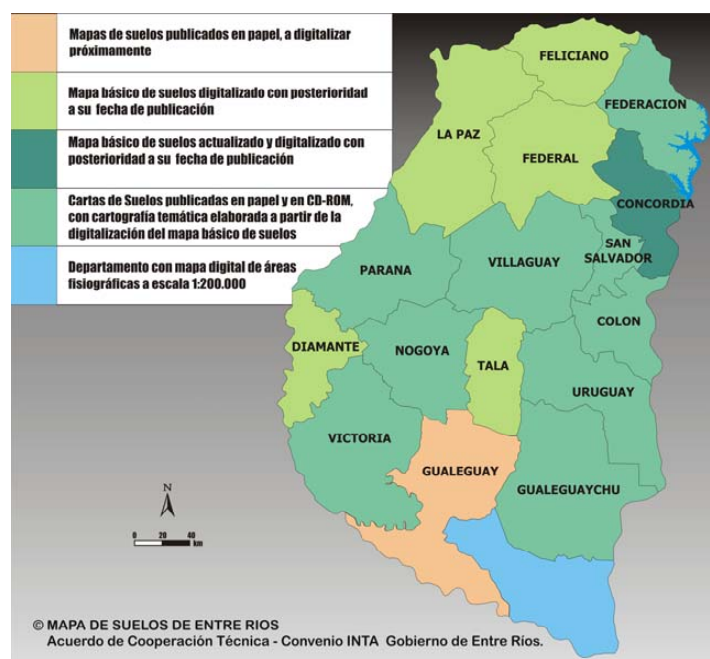 Mapas de suelos publicados en papel, a digitalizar
próximamente
Mapa básico de suelos digitalizado con posterioridad
a su fecha de publicación
Mapa básico de suelos actualizado y digitalizado con
posterioridad a su fecha de publicación
Cartas de Suelos publicadas en papel y en CD-ROM,
con cartografía temática elaborada a partir de la
digitalización del mapa básico de suelos
Departamento con mapa digital de áreas
fisiográficas a escala 1:200.000
FELICIANO
FEDERACION
LA PAZ
FEDERAL
CONCORDIA
SAN
SALVADOR
PARANA
VILLAGUAY
COLON
DIAMANTE
NOGOYA
TALA
URUGUAY
VICTORIA
GUALEGUAY
GUALEGUAYCHU
N
0 20 40
km
© MAPA DE SUELOS DE ENTRE RIOS
Acuerdo de Cooperación Técnica - Convenio INTA Gobierno de Entre Ríos.